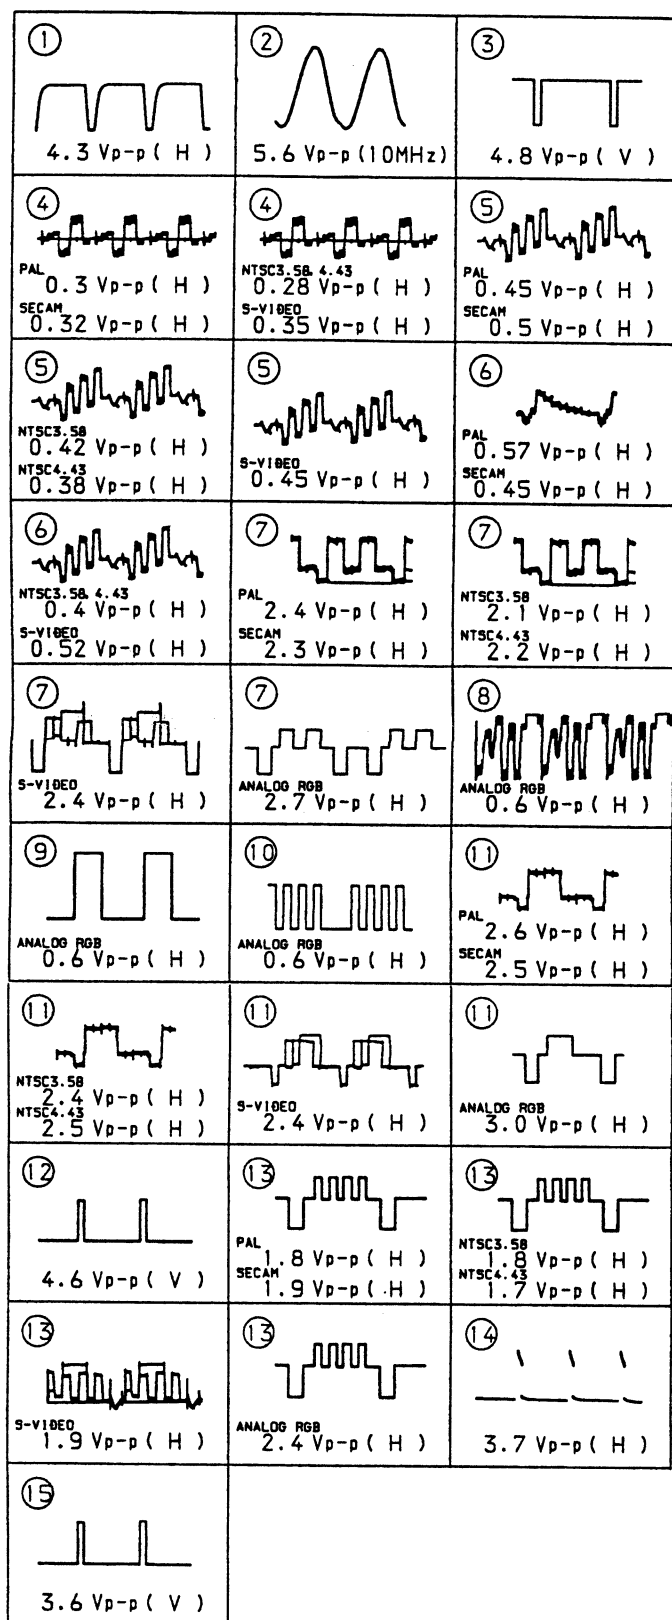 ① ② ③
4.3 Vp-p ( H ) 5.6 Vp-p (10MHz) 4.8 Vp-p ( V )
④ ④ ⑤
PAL NTSC3.58. 4.43 PAL
0.3 Vp-p ( H ) 0.28 Vp-p ( H ) 0.45 Vp-p ( H )
SECAM S-VIDEO SECAM
0.32 Vp-p ( H ) 0.35 Vp-p ( H ) 0.5 Vp-p ( H )
⑤ ⑤ ⑥
NTSC3.58 PAL
0.42 Vp-p ( H ) S-VIDEO 0.57 Vp-p ( H )
NTSC4.43 SECAM
0.38 Vp-p ( H ) 0.45 Vp-p ( H ) 0.45 Vp-p ( H )
⑥ ⑦ ⑦
NTSC3.58. 4.43 PAL NTSC3.58
0.4 Vp-p ( H ) 2.4 Vp-p ( H ) 2.1 Vp-p ( H )
S-VIDEO SECAM NTSC4.43
0.52 Vp-p ( H ) 2.3 Vp-p ( H ) 2.2 Vp-p ( H )
⑦ ⑦ ⑧
S-VIDEO ANALOG RGB ANALOG RGB
2.4 Vp-p ( H ) 2.7 Vp-p ( H ) 0.6 Vp-p ( H )
⑨ ⑩ ⑪
PAL
2.6 Vp-p ( H )
ANALOG RGB ANALOG RGB SECAM
0.6 Vp-p ( H ) 0.6 Vp-p ( H ) 2.5 Vp-p ( H )
⑪ ⑪ ⑪
NTSC3.58
2.4 Vp-p ( H )
NTSC4.43 S-VIDEO ANALOG RGB
2.5 Vp-p ( H ) 2.4 Vp-p ( H ) 3.0 Vp-p ( H )
⑫ ⑬ ⑬
PAL NTSC3.58
1.8 Vp-p ( H ) 1.8 Vp-p ( H )
SECAM NTSC4.43
4.6 Vp-p ( V ) 1.9 Vp-p ( H ) 1.7 Vp-p ( H )
⑬ ⑬ ⑭
S-VIDEO ANALOG RGB
1.9 Vp-p ( H ) 2.4 Vp-p ( H ) 3.7 Vp-p ( H )
⑮
3.6 Vp-p ( V )